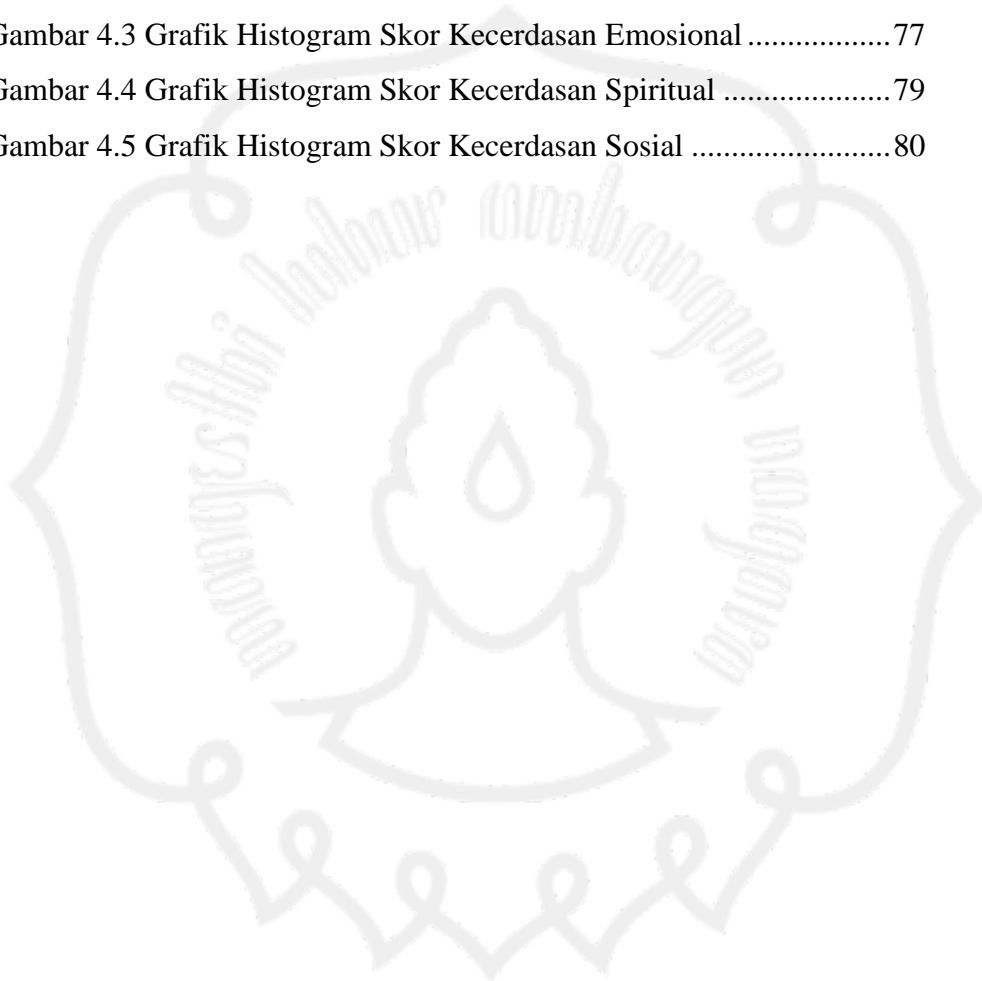 Gambar 4.3 Grafik Histogram Skor Kecerdasan Emosional ..................77
Gambar 4.4 Grafik Histogram Skor Kecerdasan Spiritual .....................79
Gambar 4.5 Grafik Histogram Skor Kecerdasan Sosial .........................80